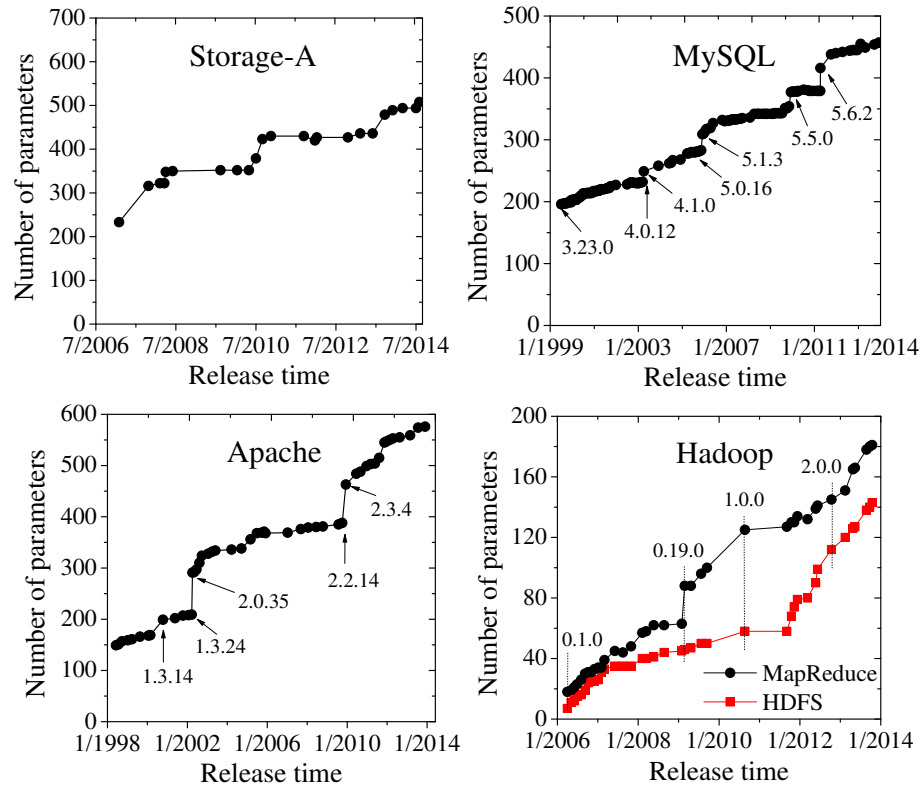 Storage-A
Number of parameters
700
600
500
400
300
200
100
0
7/2006 7/2008 7/2010 7/2012 7/2014
Release time
MySQL
Number of parameters
500
400
300
200
100
0
3.23.0
4.0.12
4.1.0
5.0.16
5.1.3
5.5.0
5.6.2
1/1999 1/2003 1/2007 1/2011 1/2014
Release time
Apache
Number of parameters
600
500
400
300
200
100
0
1.3.14
1.3.24
2.0.35
2.2.14
2.3.4
1/1998 1/2002 1/2006 1/2010 1/2014
Release time
Hadoop
Number of parameters
200
160
120
80
40
0
0.1.0
0.19.0
1.0.0
2.0.0
MapReduce
HDFS
1/2006 1/2008 1/2010 1/2012 1/2014
Release time